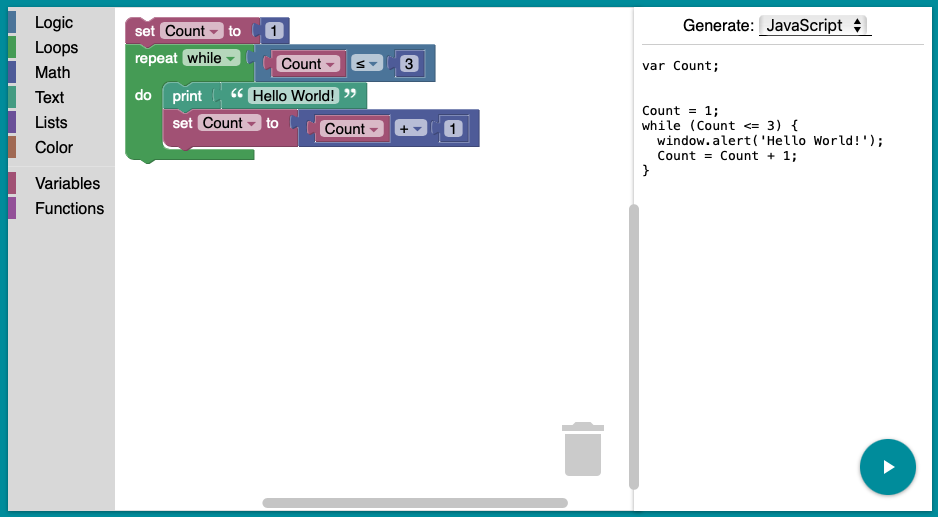 Logic
Loops
Math
Text
Lists
Color
Variables
Functions
set Count to 1
repeat while Count ≤ 3
do print “ Hello World! ”
set Count to Count + 1
Generate: JavaScript
var Count;
Count = 1;
while (Count <= 3) {
  window.alert('Hello World!');
  Count = Count + 1;
}